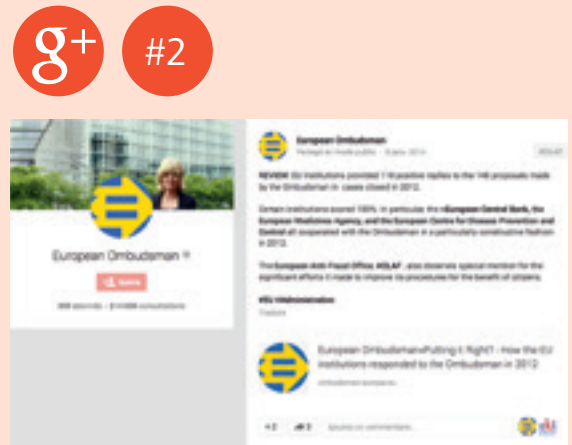 g+ #2
European Ombudsman
European Ombudsman
REVIEW: EU institutions provided 1 positive replies to the 148 proposals made
by the Ombudsman in cases closed in 2012.
Certain institutions scored 100%. In particular, the European Central Bank, the
European Medicines Agency, and the European Centre for Disease Prevention and
Control all cooperated with the Ombudsman in a particularly constructive fashion
in 2012.
The European Anti-Fraud Office, #OLAF, also deserves special mention for the
significant efforts it made to improve its procedures for the benefit of citizens.
#EU #Administration
European Ombudsman Putting it Right? - How the EU
institutions responded to the Ombudsman in 2012
Ajoutez un commentaire...